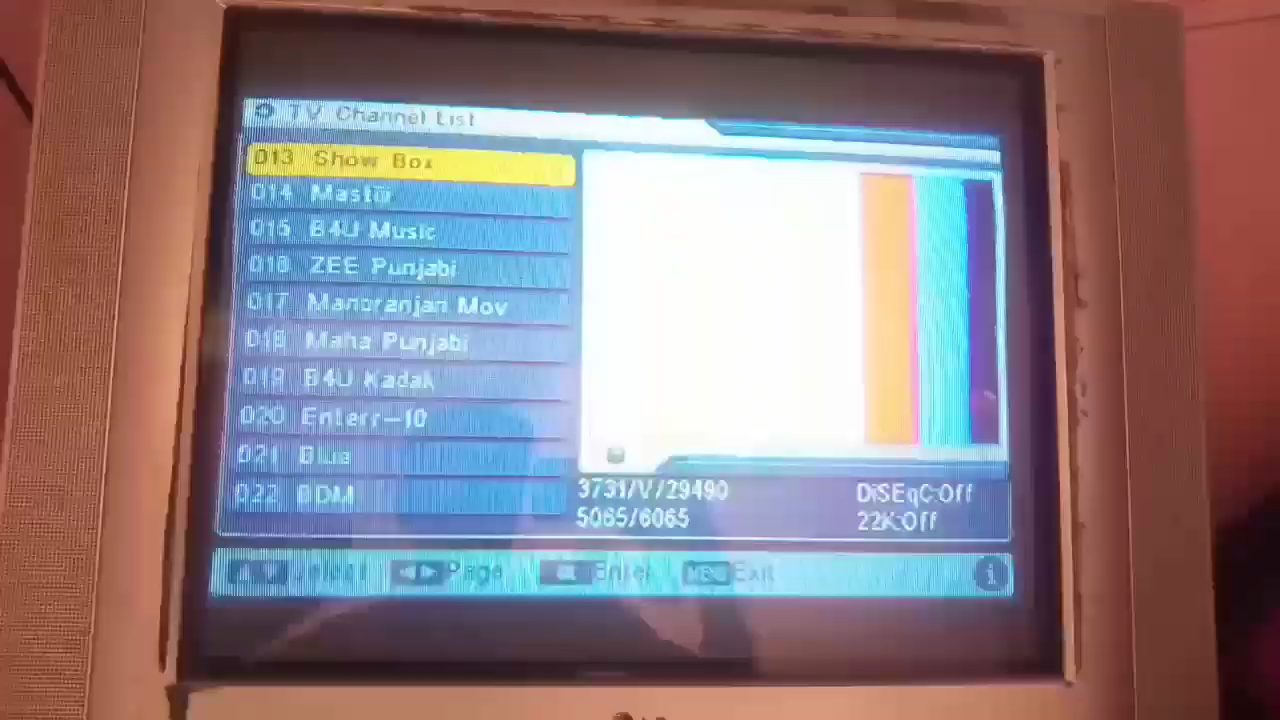 TV Channel List
013 Show Box
014 Mastiii
015 B4U Music
016 ZEE Punjabi
017 Manoranjan Mov
018 Maha Punjabi
019 B4U Kadak
020 Enterr-10
021 Blue
022 BDM
3731/V/29490
DiSEqC:Off
5065/6065
22K:Off
Select Page Enter Exit
i